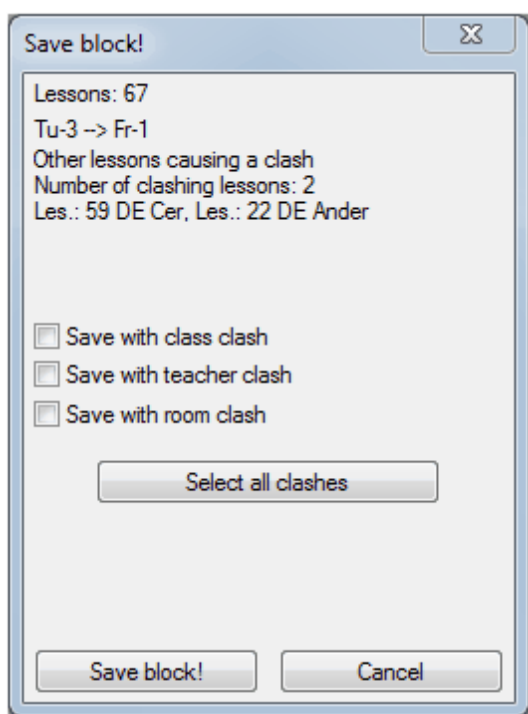 Save block!
Lessons: 67
Tu-3 --> Fr-1
Other lessons causing a clash
Number of clashing lessons: 2
Les.: 59 DE Cer, Les.: 22 DE Ander
Save with class clash
Save with teacher clash
Save with room clash
Select all clashes
Save block! Cancel